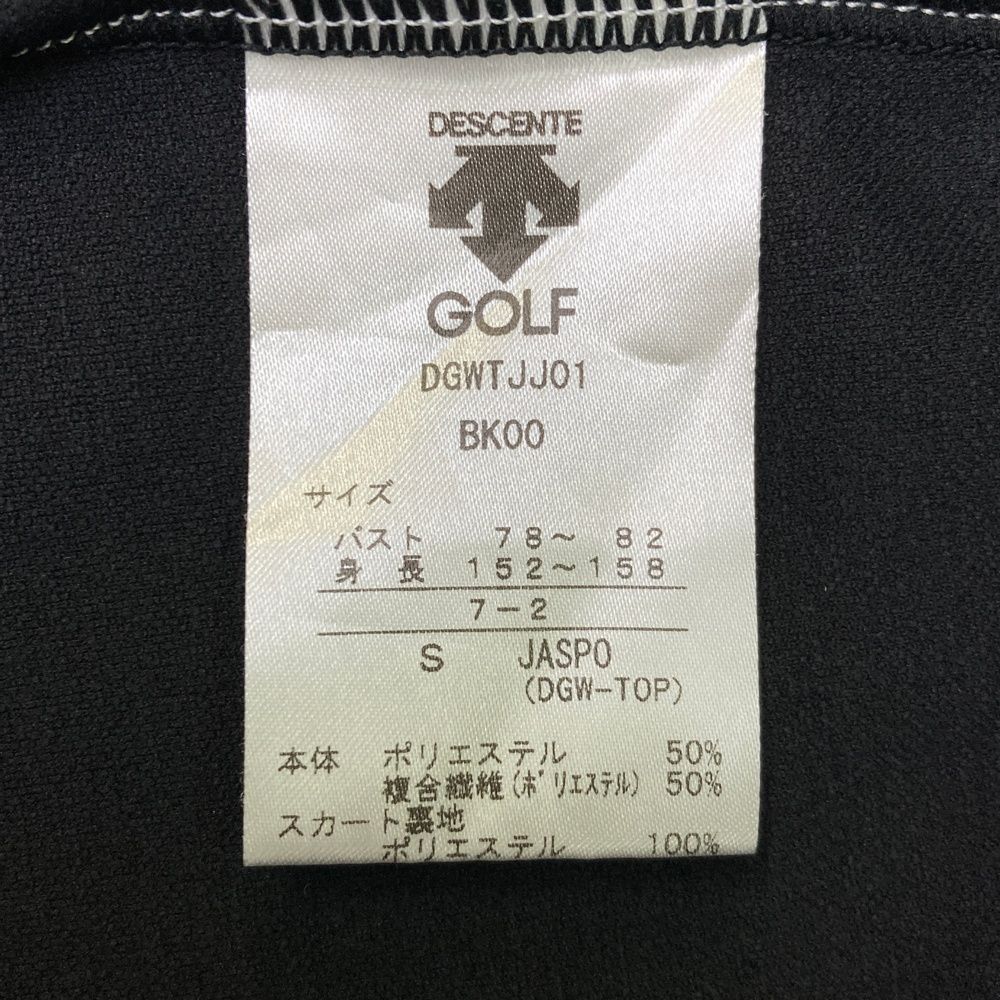 DESCENTE
GOLF
DGWTJJ01
BK00
サイズ
バスト 78～ 82
身長 152～158
7-2
S JASPO
(DGW-TOP)
本体 ポリエステル 50%
複合繊維(ポリエステル) 50%
スカート裏地
ポリエステル 100%